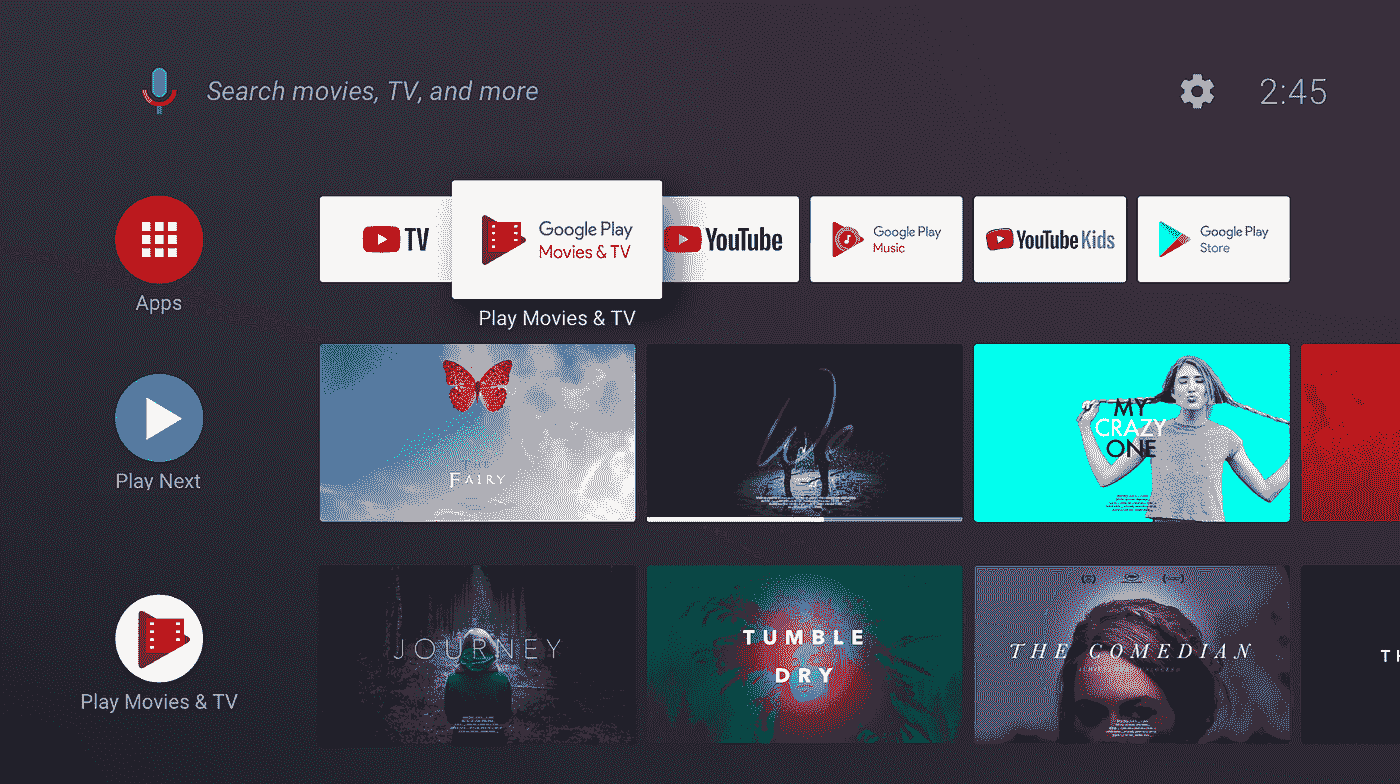 Search movies, TV, and more
2:45
TV
Google Play
Movies & TV
YouTube
Google Play
Music
YouTube Kids
Google Play
Store
Apps
Play Movies & TV
THE
FAIRY
We
MY
CRAZY
ONE
Play Next
JOURNEY
TUMBLE
DRY
THE COMEDIAN
TH
Play Movies & TV